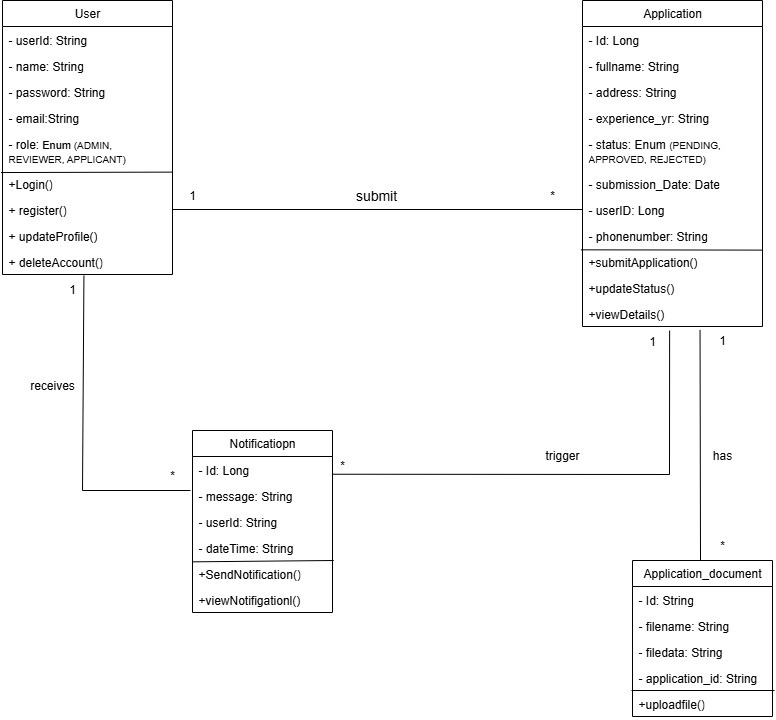 User
- userId: String
- name: String
- password: String
- email:String
- role: Enum (ADMIN,
REVIEWER, APPLICANT)
+Login()
+ register()
+ updateProfile()
+ deleteAccount()
Application
- Id: Long
- fullname: String
- address: String
- experience_yr: String
- status: Enum (PENDING,
APPROVED, REJECTED)
- submission_Date: Date
- userID: Long
- phonenumber: String
+submitApplication()
+updateStatus()
+viewDetails()
1
submit
*
1
receives
*
1
trigger
*
1
has
*
Notificatiopn
- Id: Long
- message: String
- userId: String
- dateTime: String
+SendNotification()
+viewNotifigationl()
Application_document
- Id: String
- filename: String
- filedata: String
- application_id: String
+uploadfile()